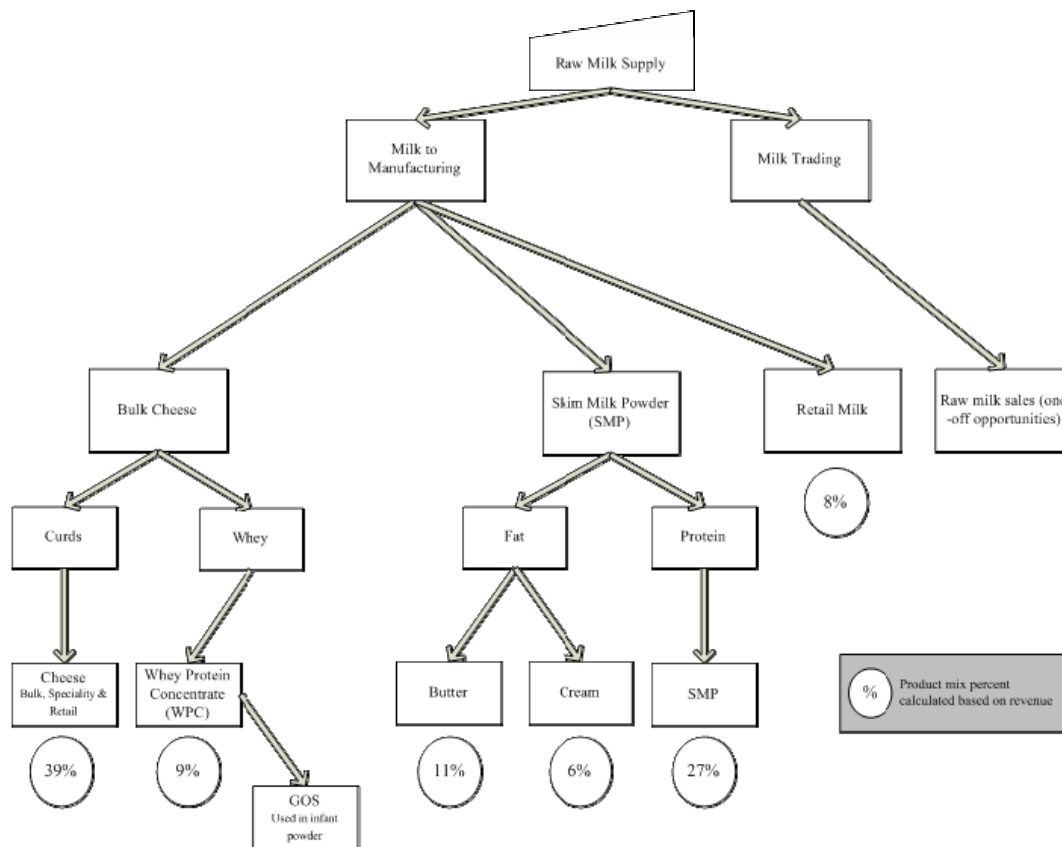 Raw Milk Supply
Milk to
Manufacturing
Milk Trading
Bulk Cheese
Skim Milk Powder
(SMP)
Retail Milk
Raw milk sales (one
-off opportunities)
8%
Curds
Whey
Fat
Protein
Cheese
Bulk, Speciality &
Retail
Whey Protein
Concentrate
(WPC)
Butter
Cream
SMP
%
Product mix percent
calculated based on revenue
39%
9%
11%
6%
27%
GOS
Used in infant
powder